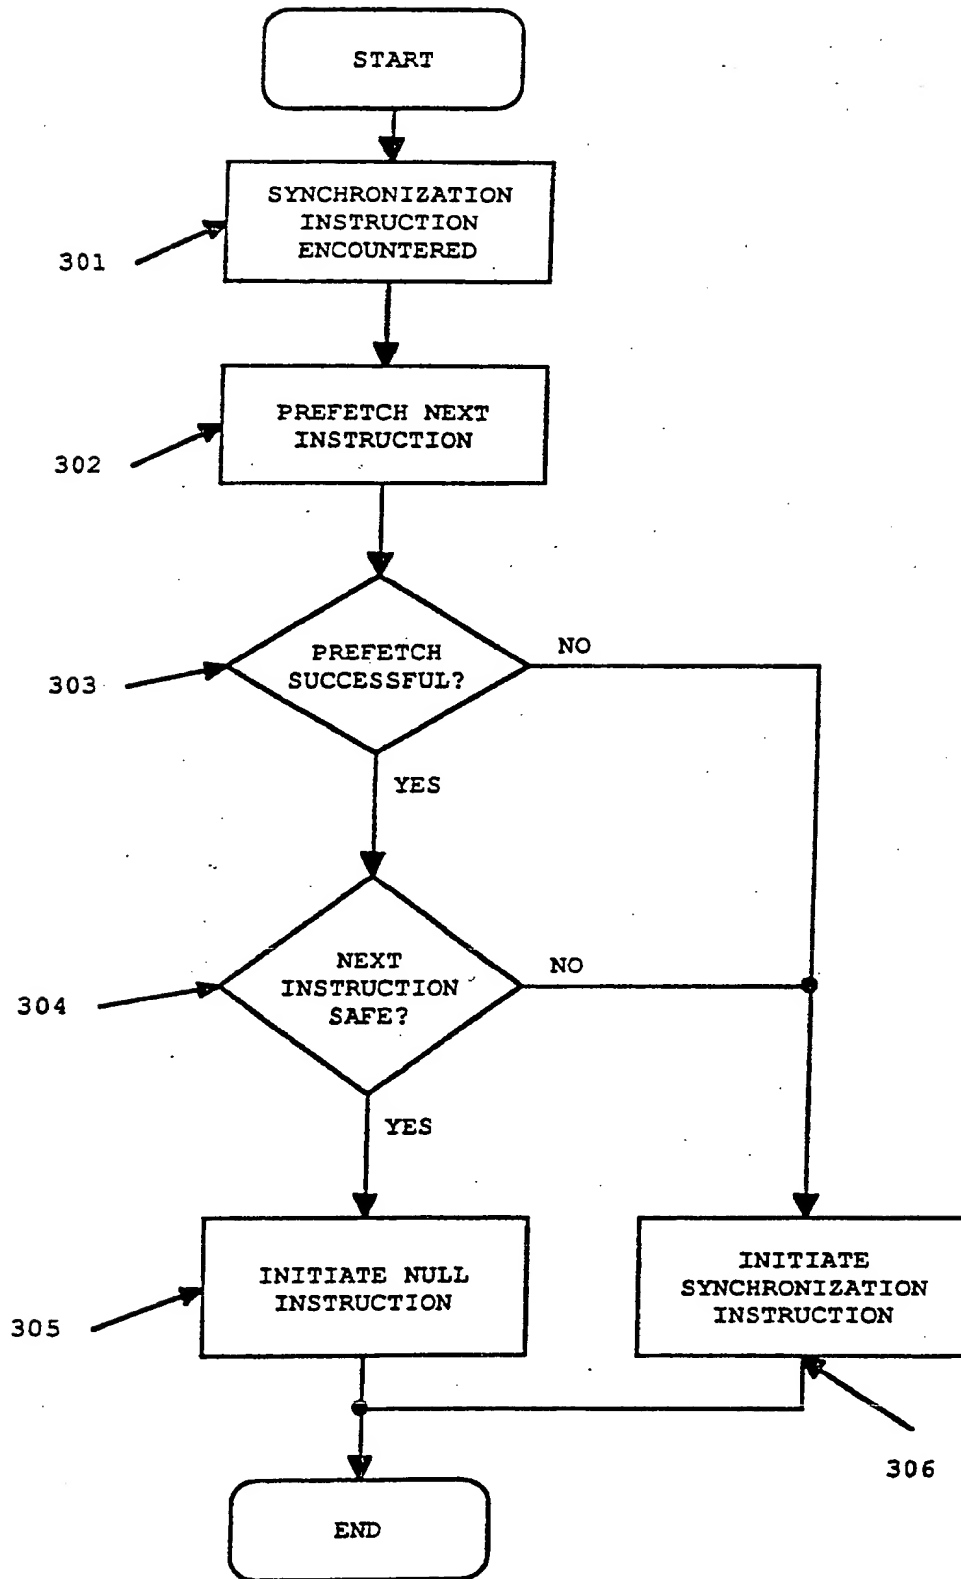 START
SYNCHRONIZATION
INSTRUCTION
ENCOUNTERED
301
PREFETCH NEXT
INSTRUCTION
302
PREFETCH
SUCCESSFUL?
NO
303
YES
NEXT
INSTRUCTION
SAFE?
NO
304
YES
INITIATE NULL
INSTRUCTION
305
INITIATE
SYNCHRONIZATION
INSTRUCTION
306
END